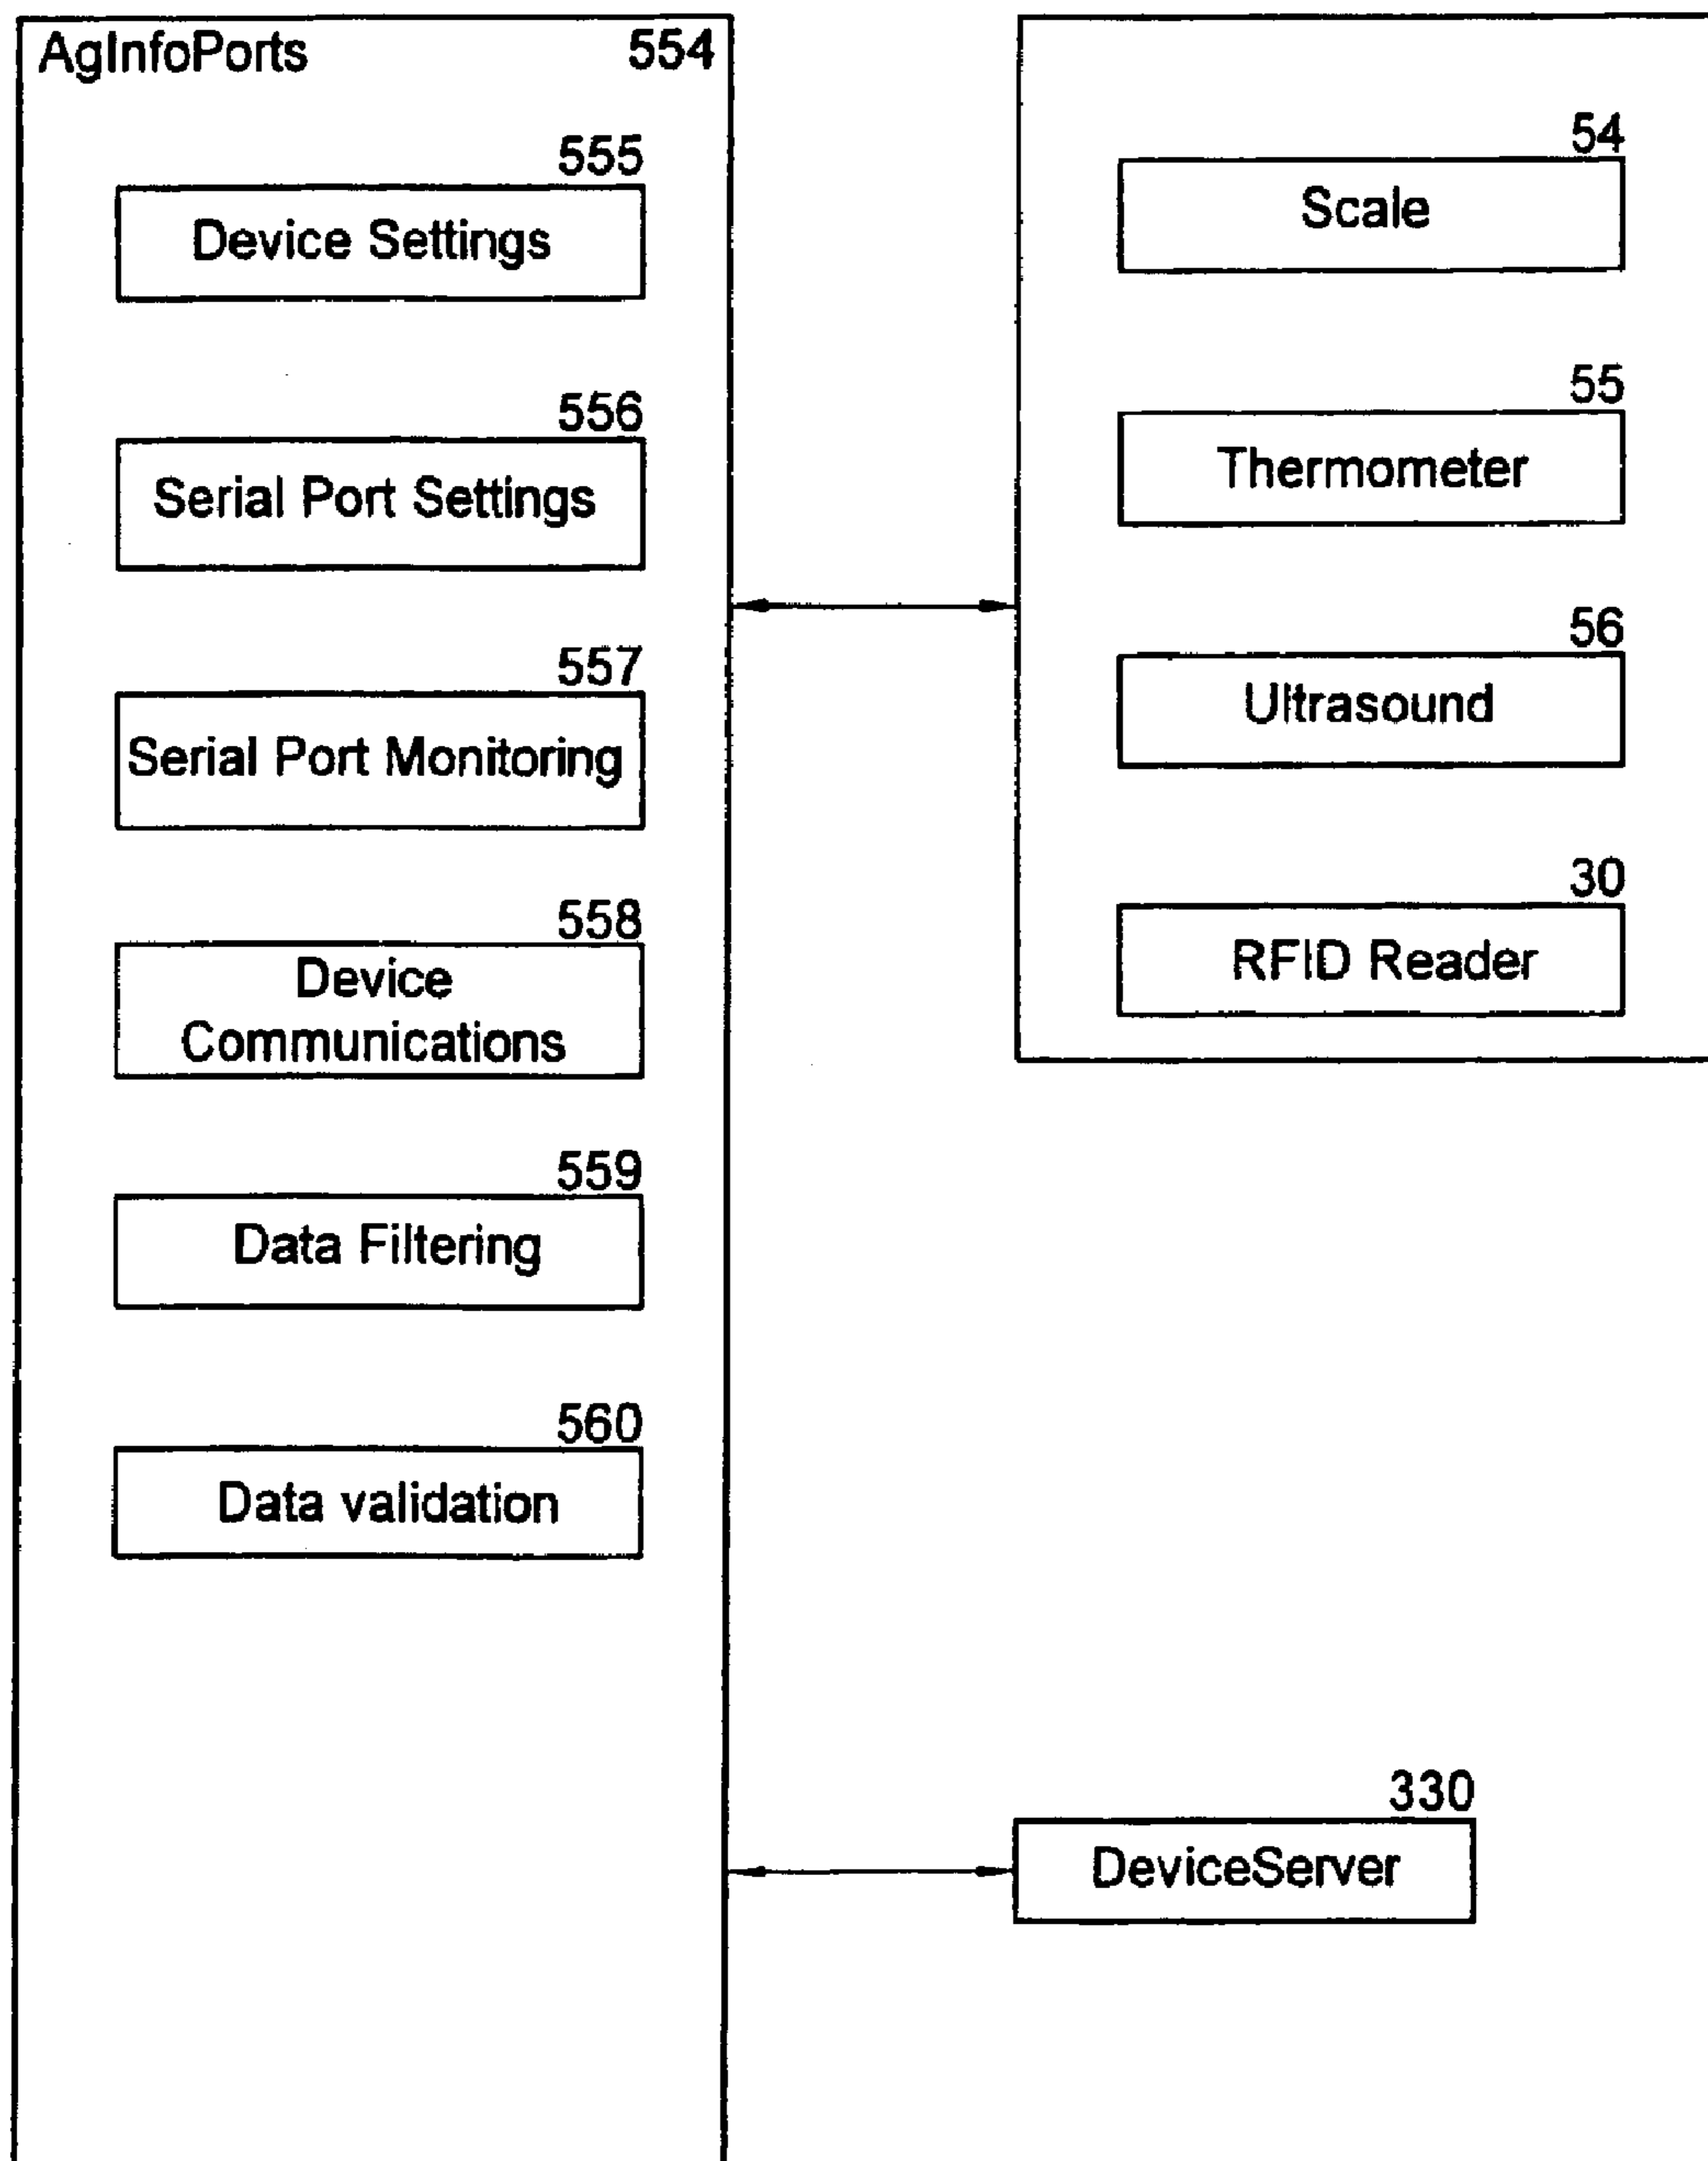 AgInfoPorts 554
555
Device Settings
556
Serial Port Settings
557
Serial Port Monitoring
558
Device
Communications
559
Data Filtering
560
Data validation
54
Scale
55
Thermometer
56
Ultrasound
30
RFID Reader
330
DeviceServer